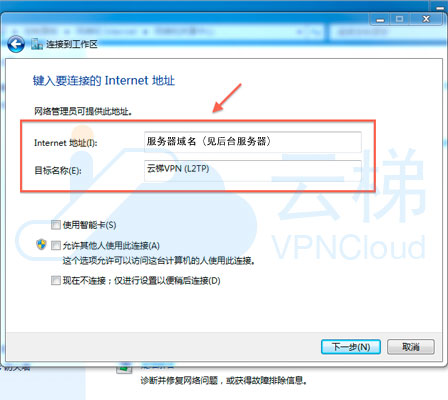 连接到工作区
键入要连接的 Internet 地址
网络管理员可提供此地址。
Internet 地址(I):
服务器域名（见后台服务器）
目标名称(E):
云梯VPN (L2TP)
云梯
VPNCloud
使用智能卡(S)
允许其他人使用此连接(A)
这个选项允许可以访问这台计算机的人使用此连接。
现在不连接；仅进行设置以便稍后连接(D)
下一步(N)
取消
诊断并修复网络问题，或获得故障排除信息。